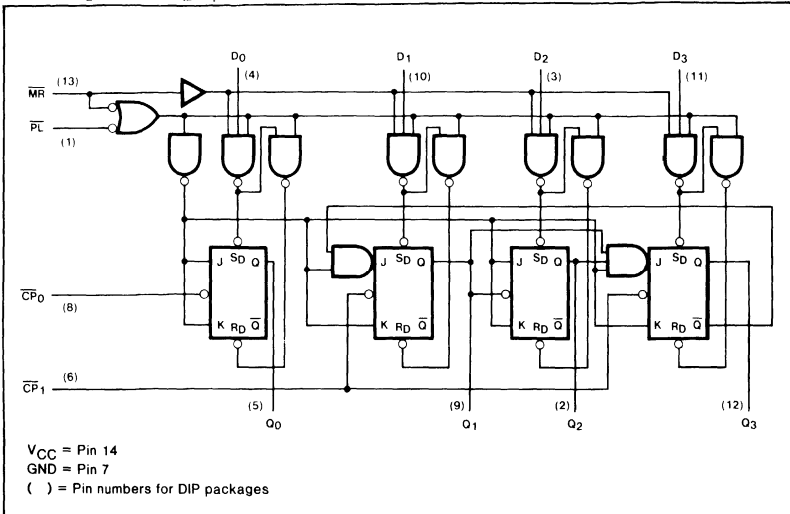 D0 D1 D2 D3
(4) (10) (3) (11)
MR (13)
PL
(1)
J SD Q J SD Q J SD Q J SD Q
CP0
(8)
K RD Q K RD Q K RD Q K RD Q
(6)
CP1
(5) (9) (2) (12)
Q0 Q1 Q2 Q3
VCC = Pin 14
GND = Pin 7
( ) = Pin numbers for DIP packages